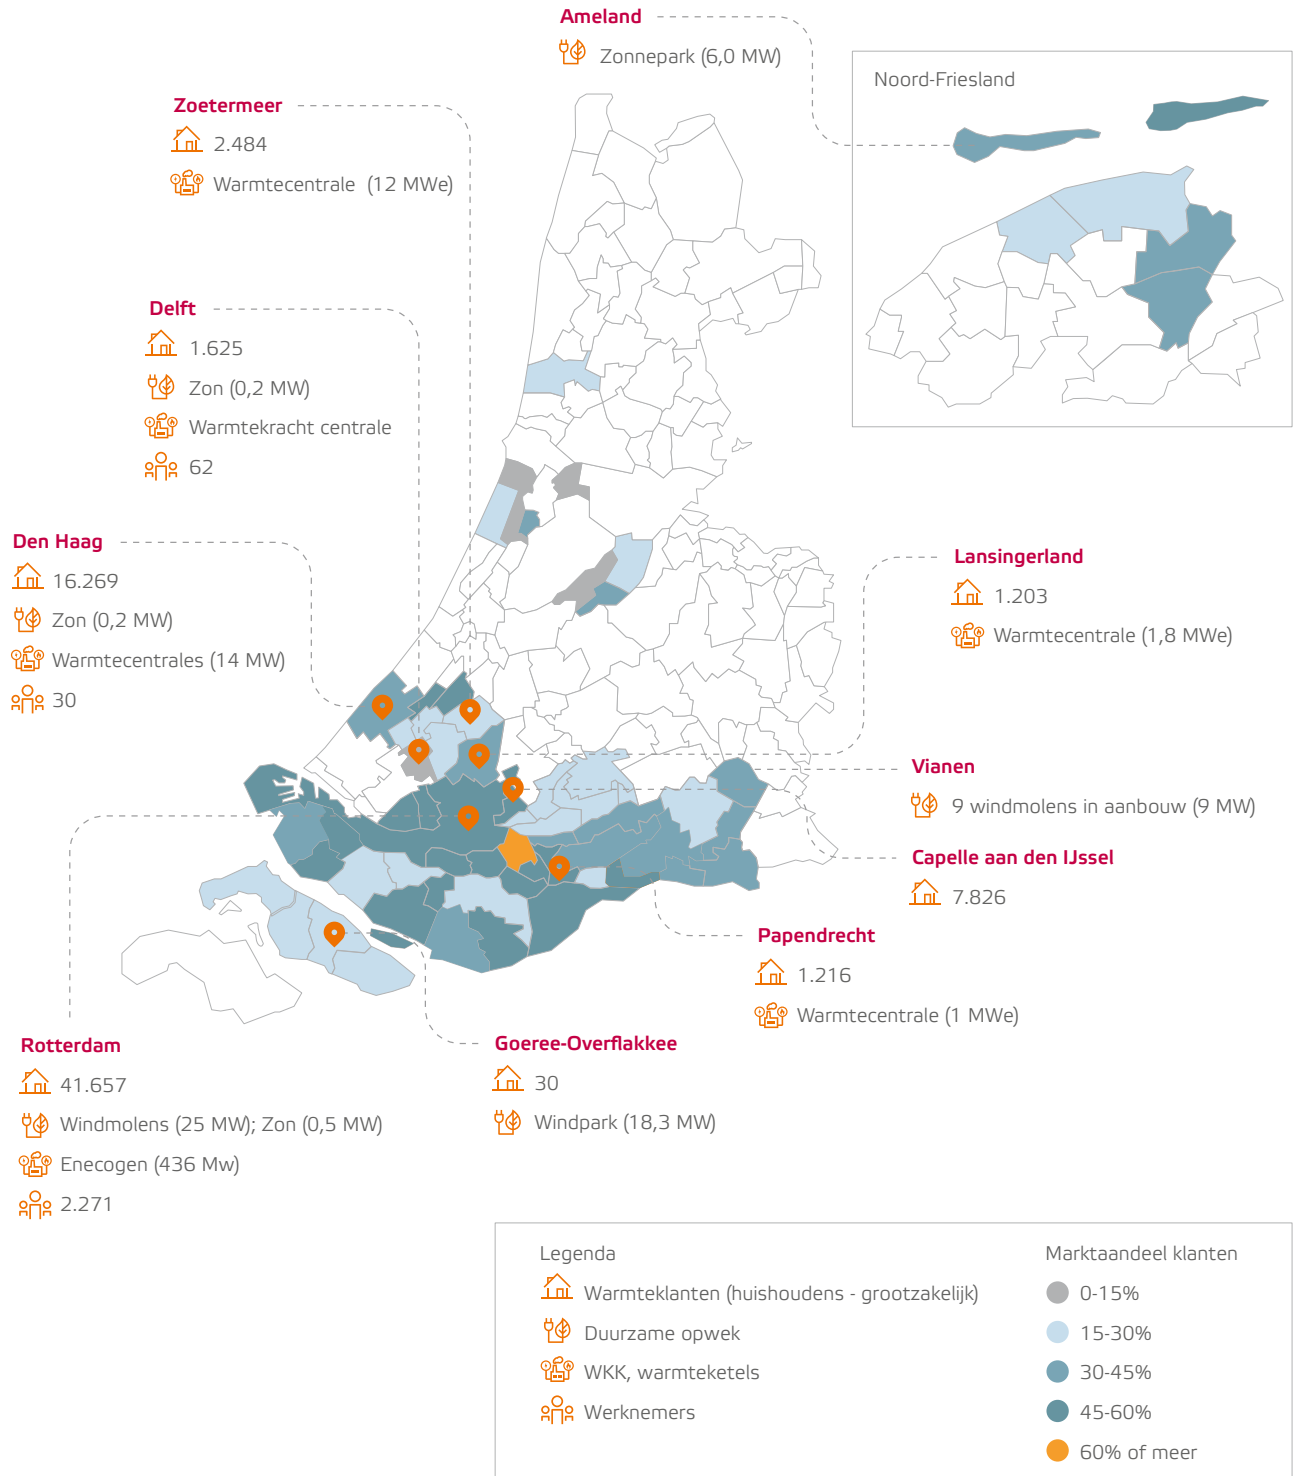 Ameland
Zonnepark (6,0 MW)
Noord-Friesland
Zoetermeer
2.484
Warmtecentrale (12 MWe)
Delft
1.625
Zon (0,2 MW)
Warmtekracht centrale
62
Den Haag
16.269
Zon (0,2 MW)
Warmtecentrales (14 MW)
30
Lansingerland
1.203
Warmtecentrale (1,8 MWe)
Vianen
9 windmolens in aanbouw (9 MW)
Capelle aan den IJssel
7.826
Papendrecht
1.216
Warmtecentrale (1 MWe)
Rotterdam
41.657
Windmolens (25 MW); Zon (0,5 MW)
Enecogen (436 Mw)
2.271
Goeree-Overflakkee
30
Windpark (18,3 MW)
Legenda
Warmteklanten (huishoudens - grootzakelijk)
Duurzame opwek
WKK, warmteketels
Werknemers
Marktaandeel klanten
0-15%
15-30%
30-45%
45-60%
60% of meer